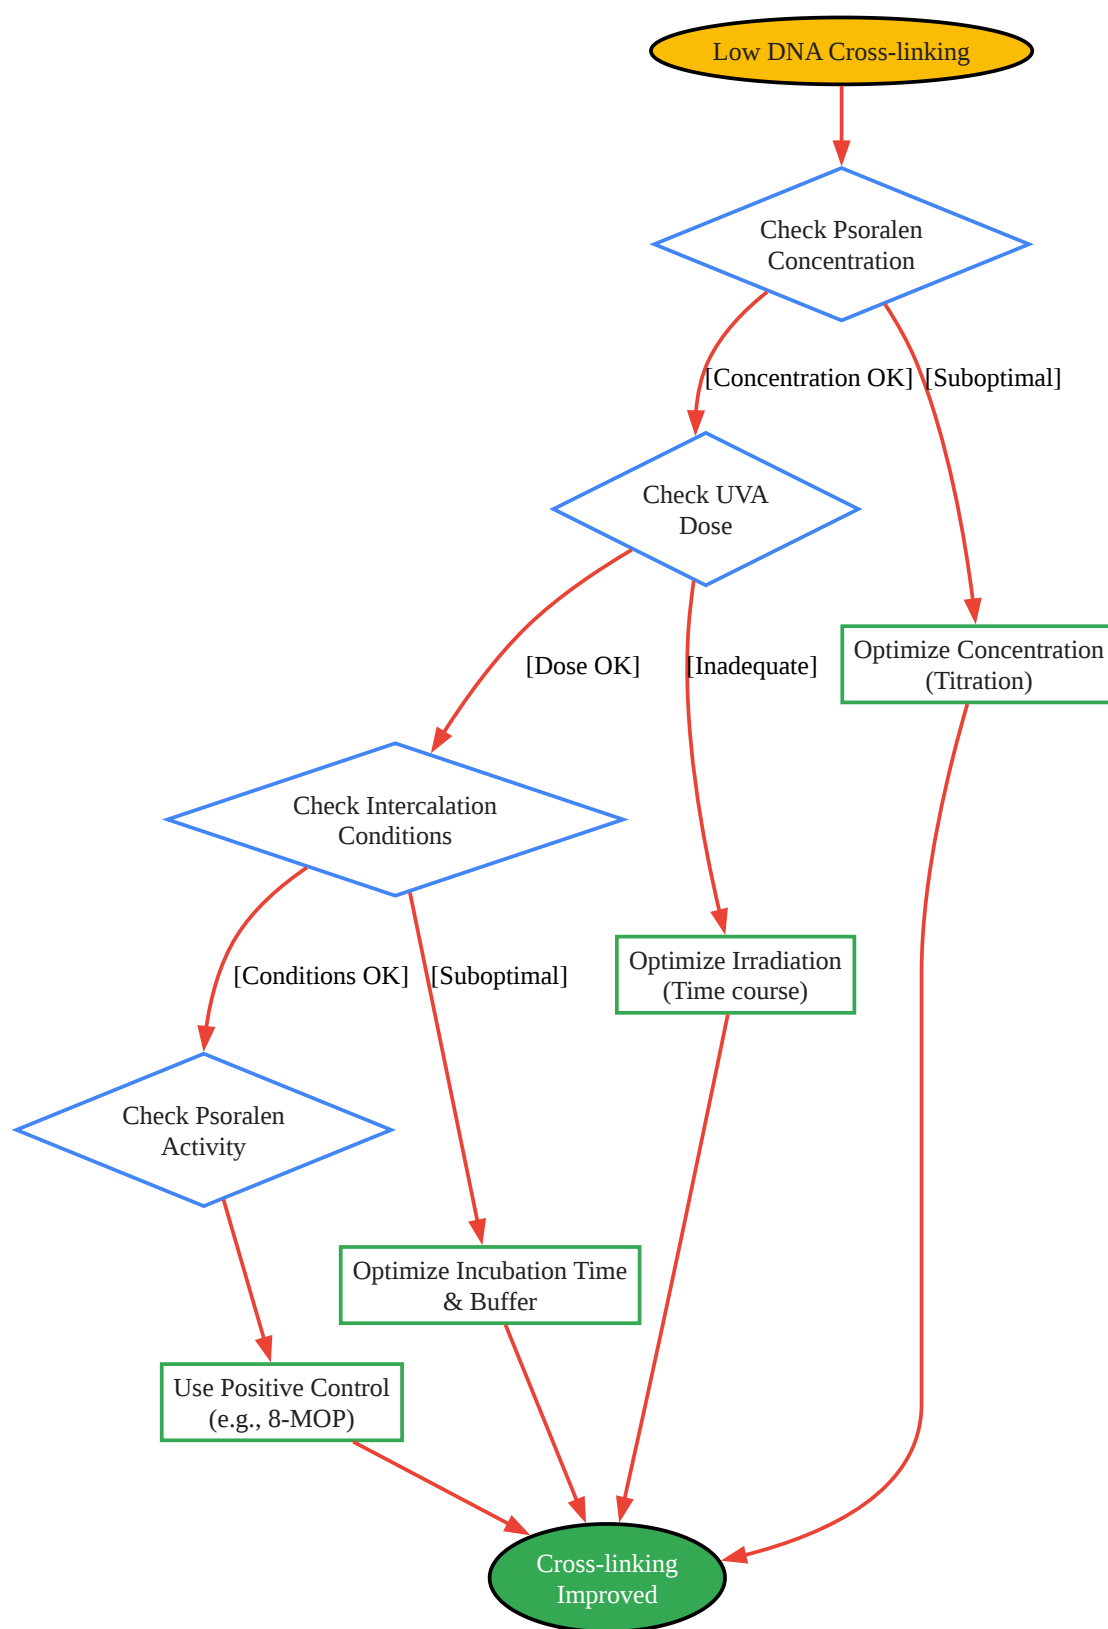 Low DNA Cross-linking
Check Psoralen
Concentration
[Concentration OK]
[Suboptimal]
Check UVA
Dose
[Dose OK]
[Inadequate]
Optimize Concentration
(Titration)
Check Intercalation
Conditions
[Conditions OK]
[Suboptimal]
Optimize Irradiation
(Time course)
Check Psoralen
Activity
Optimize Incubation Time
& Buffer
Use Positive Control
(e.g., 8-MOP)
Cross-linking
Improved